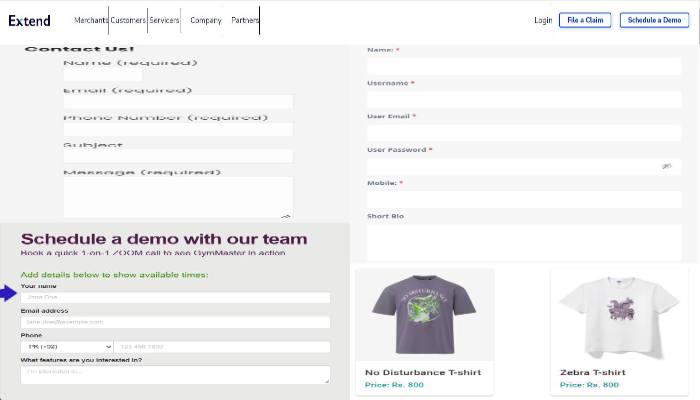 Extend
Merchants Customers Servicers Company Partners
Login File a Claim Schedule a Demo
Contact Us!
Name (required)
Email (required)
Phone Number (required)
Subject
Message (required)
Name: *
Username *
User Email *
User Password *
Mobile: *
Short Bio
Schedule a demo with our team
Book a quick 1-on-1 ZOOM call to see GymMaster in action
Add details below to show available times:
Your name
Jane Doe
Email address
jane.doe@example.com
Phone
PK (+92) 123 456 7890
What features are you interested in?
I'm interested in...
NO DISTURBANCE
No Disturbance T-shirt
Price: Rs. 800
Zebra T-shirt
Price: Rs. 800